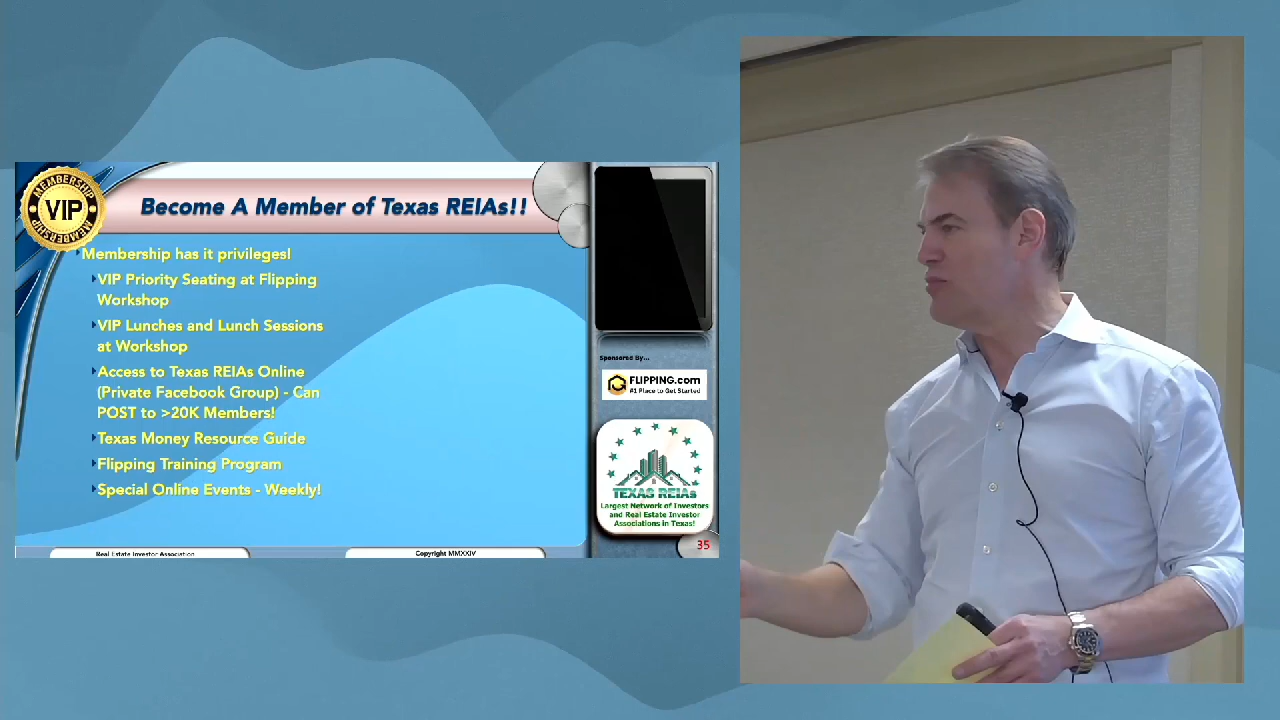 MEMBERSHIP
VIP
MEMBERSHIP
Become A Member of Texas REIAs!!
Membership has it privileges!
VIP Priority Seating at Flipping
Workshop
VIP Lunches and Lunch Sessions
at Workshop
Access to Texas REIAs Online
(Private Facebook Group) - Can
POST to >20K Members!
Texas Money Resource Guide
Flipping Training Program
Special Online Events - Weekly!
Sponsored By...
FLIPPING.com
#1 Place to Get Started
TEXAS REIAs
Largest Network of Investors
and Real Estate Investor
Associations in Texas!
35
Real Estate Investor Association
Copyright MMXXIV